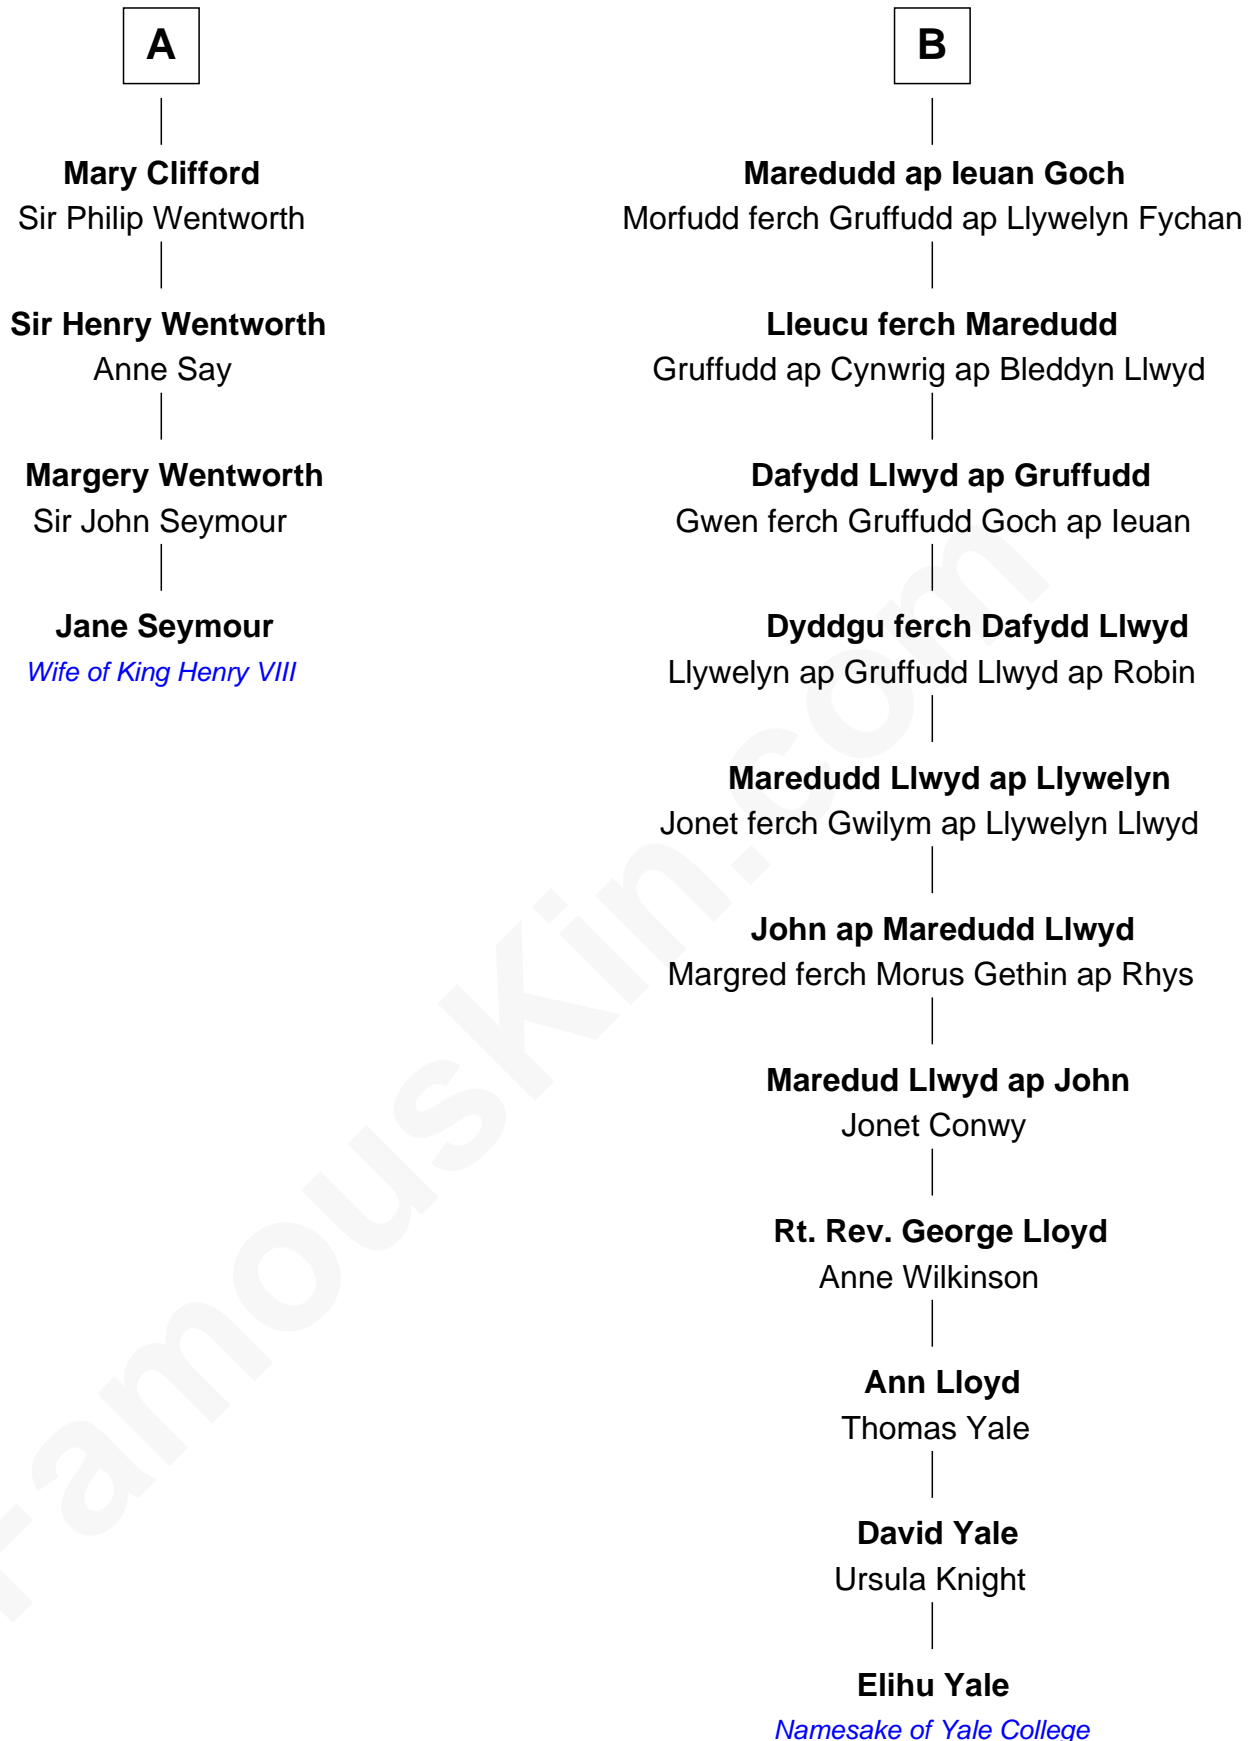 A
Mary Clifford
Sir Philip Wentworth
Sir Henry Wentworth
Anne Say
Margery Wentworth
Sir John Seymour
Jane Seymour
Wife of King Henry VIII
B
Maredudd ap Ieuan Goch
Morfudd ferch Gruffudd ap Llywelyn Fychan
Lleucu ferch Maredudd
Gruffudd ap Cynwrig ap Bleddyn Llwyd
Dafydd Llwyd ap Gruffudd
Gwen ferch Gruffudd Goch ap Ieuan
Dyddgu ferch Dafydd Llwyd
Llywelyn ap Gruffudd Llwyd ap Robin
Maredudd Llwyd ap Llywelyn
Jonet ferch Gwilym ap Llywelyn Llwyd
John ap Maredudd Llwyd
Margred ferch Morus Gethin ap Rhys
Maredud Llwyd ap John
Jonet Conwy
Rt. Rev. George Lloyd
Anne Wilkinson
Ann Lloyd
Thomas Yale
David Yale
Ursula Knight
Elihu Yale
Namesake of Yale College
FamousKin.com